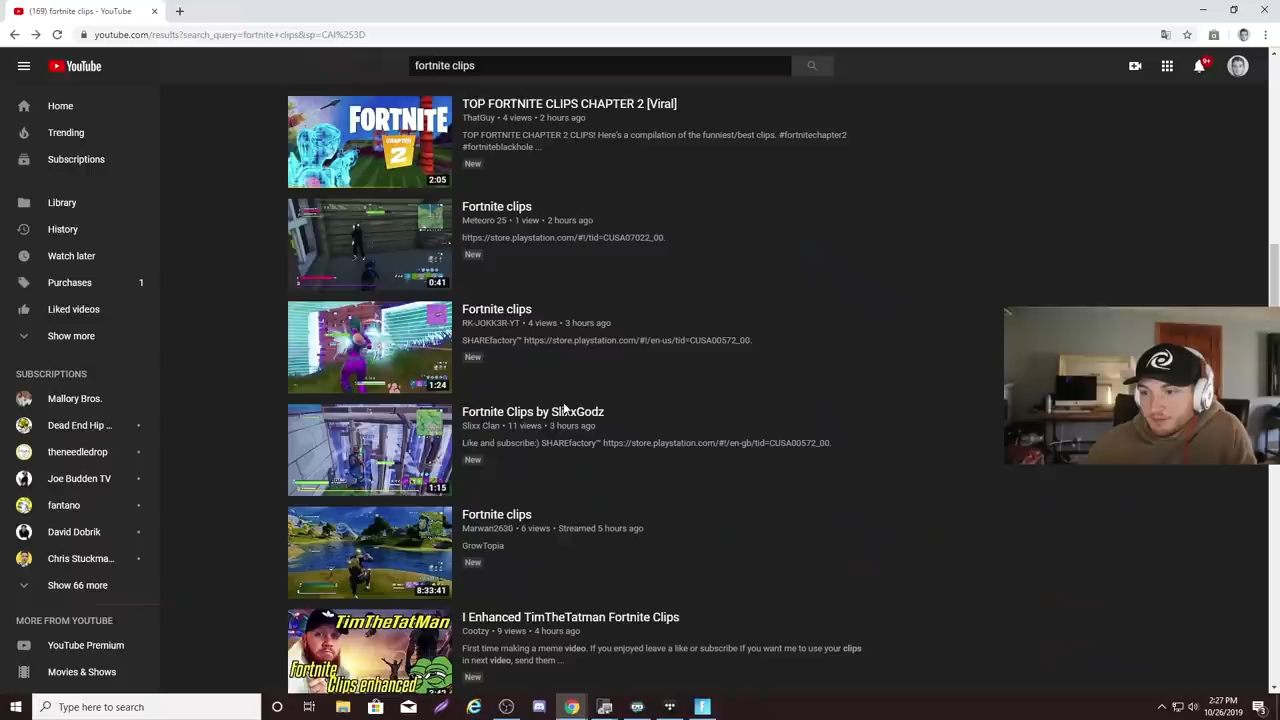 (169) fortnite clips - YouTube
youtube.com/results?search_query=fortnite+clips&sp=CAI%253D
YouTube
fortnite clips
9+
Home
Trending
Subscriptions
Library
History
Watch later
Purchases 1
Liked videos
Show more
SUBSCRIPTIONS
Mallory Bros.
Dead End Hip ...
theneedledrop
Joe Budden TV
fantano
David Dobrik
Chris Stuckma...
Show 66 more
MORE FROM YOUTUBE
YouTube Premium
Movies & Shows
FORTNITE
CHAPTER
2
2:05
TOP FORTNITE CLIPS CHAPTER 2 [Viral]
ThatGuy • 4 views • 2 hours ago
TOP FORTNITE CHAPTER 2 CLIPS! Here's a compilation of the funniest/best clips. #fortnitechapter2
#fortniteblackhole ...
New
0:41
Fortnite clips
Meteoro 25 • 1 view • 2 hours ago
https://store.playstation.com/#!/tid=CUSA07022_00.
New
1:24
Fortnite clips
RK-JOKK3R-YT • 4 views • 3 hours ago
SHAREfactory™ https://store.playstation.com/#!/en-us/tid=CUSA00572_00.
New
1:15
Fortnite Clips by SlixxGodz
Slixx Clan • 11 views • 3 hours ago
Like and subscribe:) SHAREfactory™ https://store.playstation.com/#!/en-gb/tid=CUSA00572_00.
New
8:33:41
Fortnite clips
Marwan2630 • 6 views • Streamed 5 hours ago
GrowTopia
New
TimTheTatMan
Fortnite
Clips enhanced
2:42
I Enhanced TimTheTatman Fortnite Clips
Cootzy • 9 views • 4 hours ago
First time making a meme video. If you enjoyed leave a like or subscribe If you want me to use your clips
in next video, send them ...
New
Type here to search
2:27 PM
10/26/2019